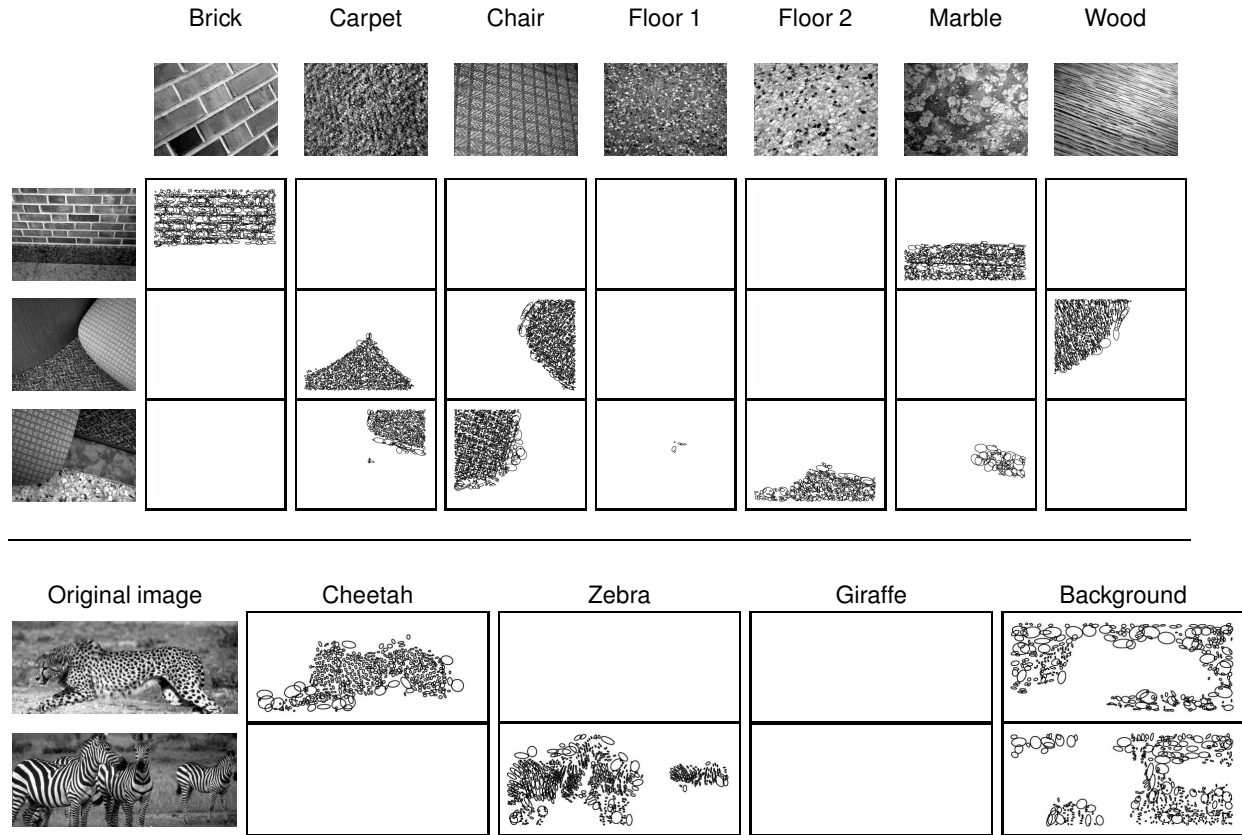 Brick Carpet Chair Floor 1 Floor 2 Marble Wood
Original image Cheetah Zebra Giraffe Background